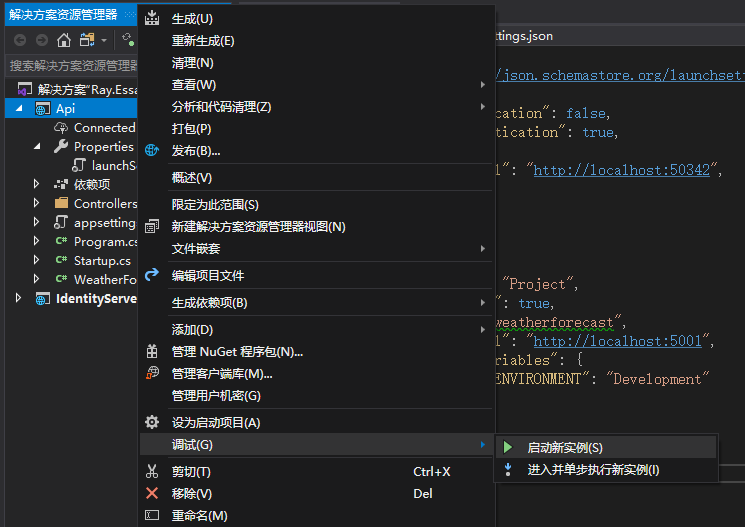 解决方案资源管理器
搜索解决方案资源管理器
解决方案"Ray.Essa
Api
Connected
Properties
launchS
依赖项
Controllers
appsetting
Program.cs
Startup.cs
WeatherFo
IdentityServe
生成(U)
重新生成(E)
清理(N)
查看(W)
分析和代码清理(Z)
打包(P)
发布(B)...
概述(V)
限定为此范围(S)
新建解决方案资源管理器视图(N)
文件嵌套
编辑项目文件
生成依赖项(B)
添加(D)
管理 NuGet 程序包(N)...
管理客户端库(M)...
管理用户机密(G)
设为启动项目(A)
调试(G)
剪切(T) Ctrl+X
移除(V) Del
重命名(M)
启动新实例(S)
进入并单步执行新实例(I)
ttings.json
/json.schemastore.org/launchsett
cation": false,
tication": true,
l": "http://localhost:50342",
"Project",
": true,
weatherforecast",
l": "http://localhost:5001",
riables": {
ENVIRONMENT": "Development"